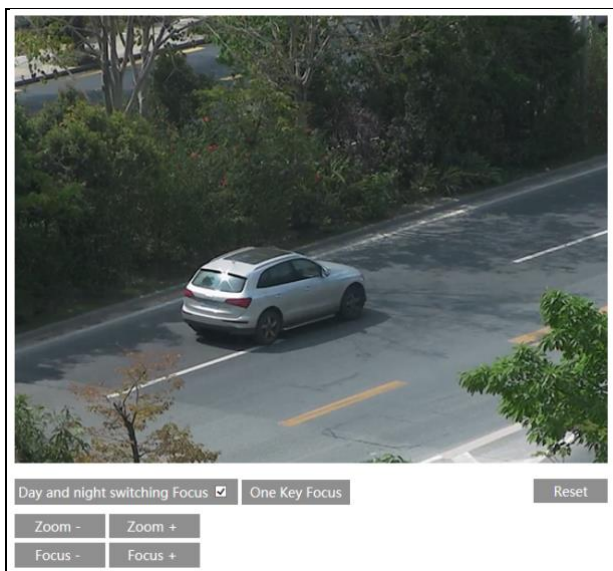 Day and night switching Focus One Key Focus Reset
Zoom - Zoom +
Focus - Focus +